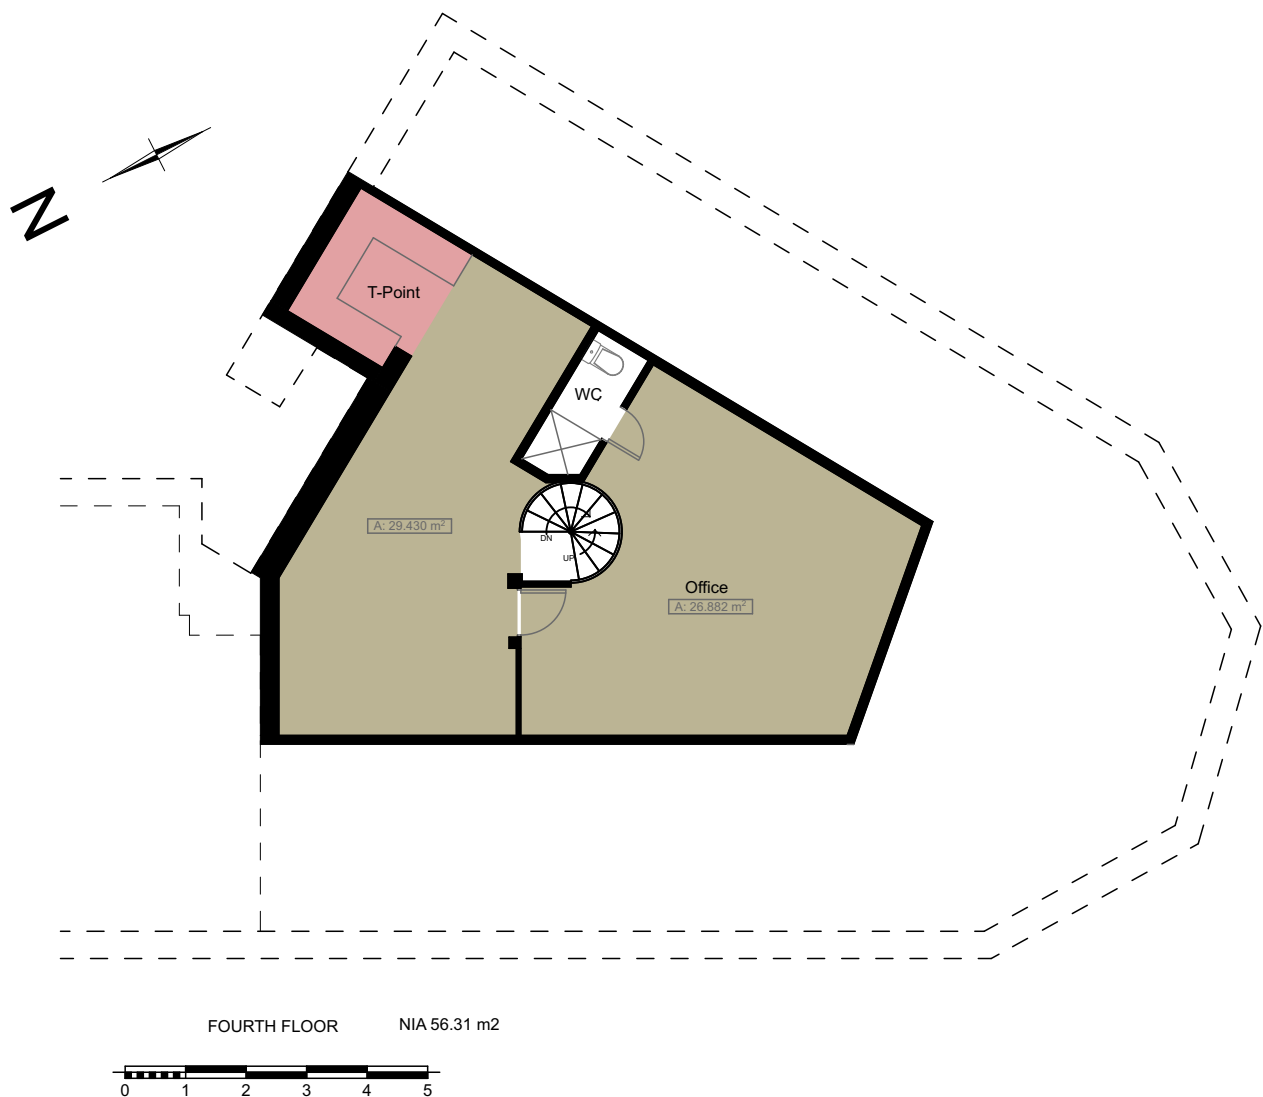 N
T-Point
WC
A: 29.430 m²
DN
UP
Office
A: 26.882 m²
FOURTH FLOOR
NIA 56.31 m2
0 1 2 3 4 5